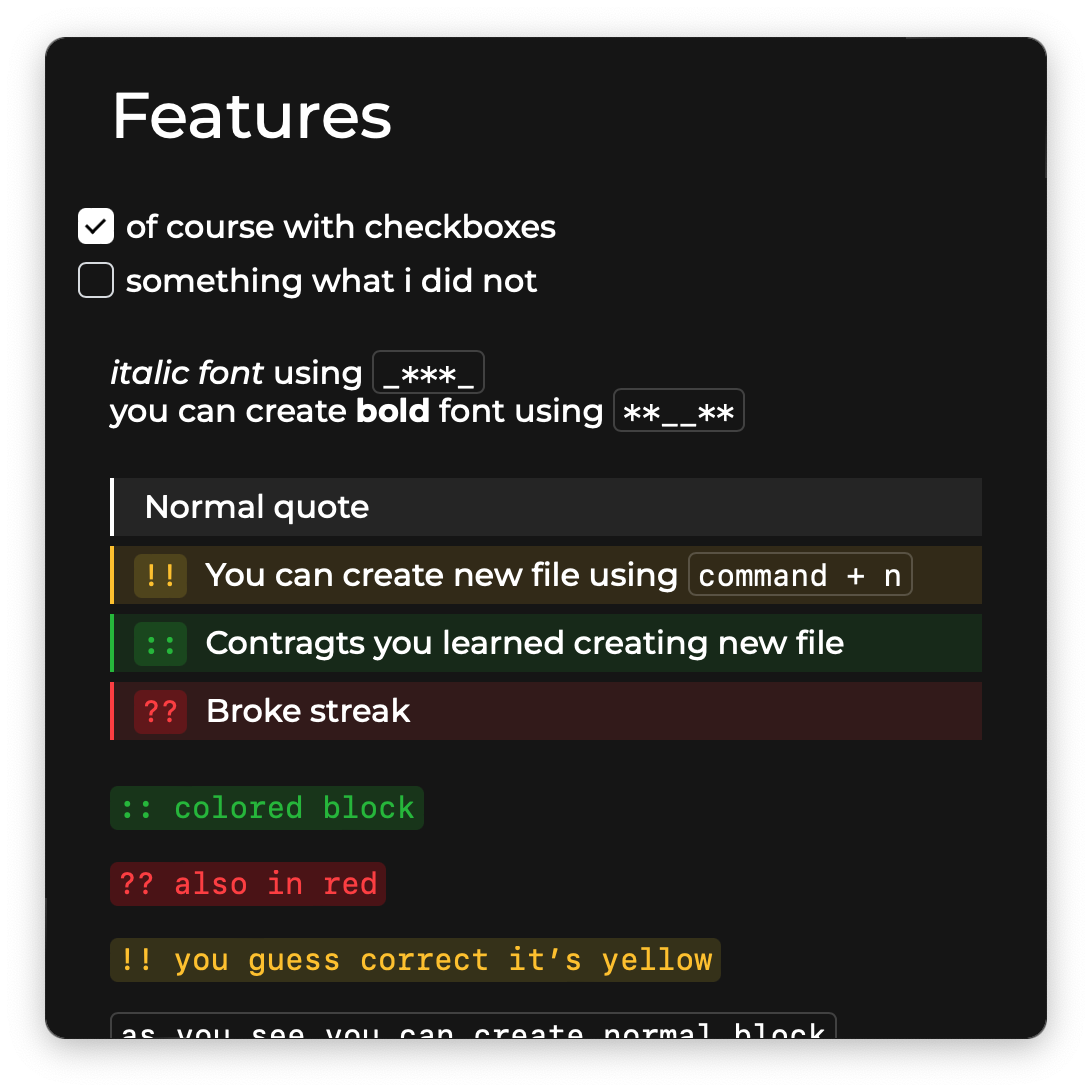 Features
of course with checkboxes
something what i did not
italic font using _***_
you can create bold font using **__**
Normal quote
!! You can create new file using command + n
:: Contragts you learned creating new file
?? Broke streak
:: colored block
?? also in red
!! you guess correct it’s yellow
as you see you can create normal block